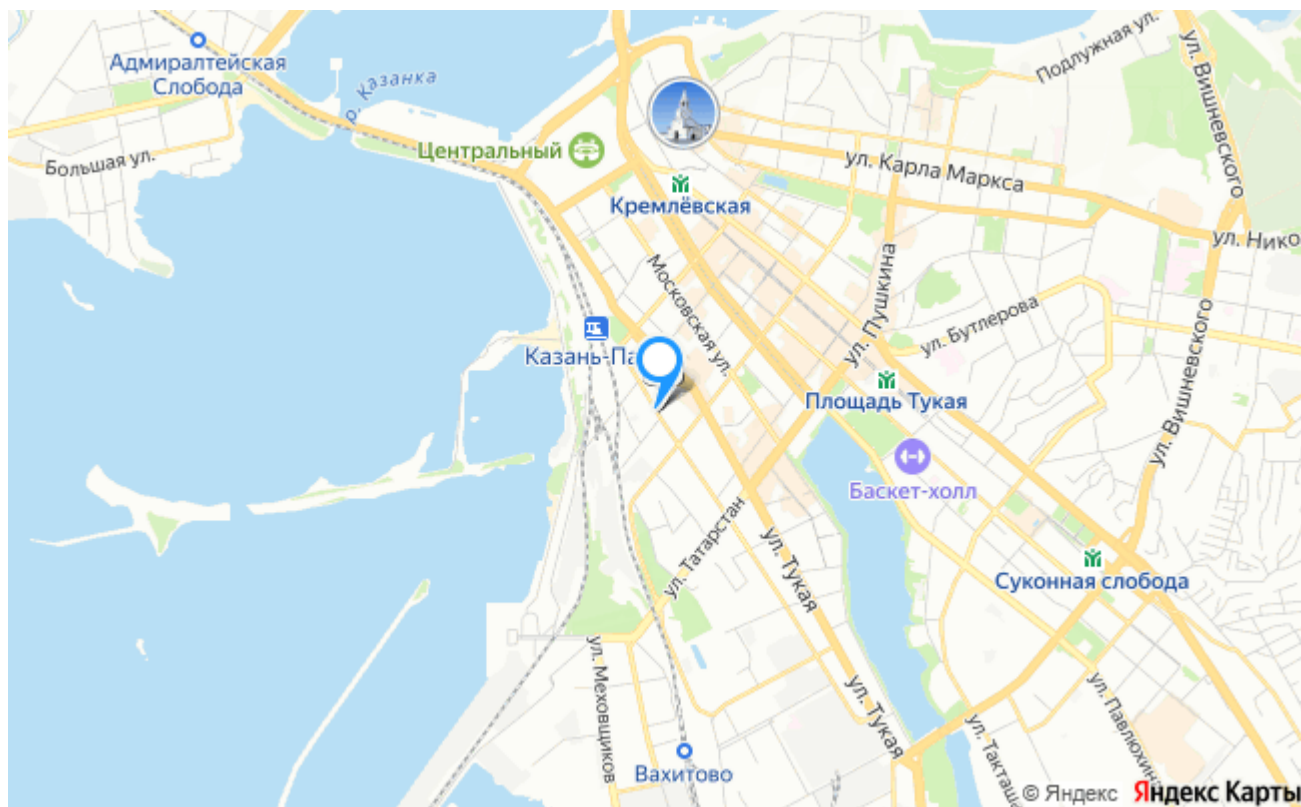 Адмиралтейская
Слобода
р. Казанка
Большая ул.
Центральный
Кремлёвская
Подлужная ул.
ул. Вишневского
ул. Карла Маркса
ул. Нико
Московская ул.
ул. Пушкина
ул. Бутлерова
Казань-Па
Площадь Тукая
ул. Вишневского
Баскет-холл
ул. Татарстан
ул. Тукая
Суконная слобода
ул. Меховщиков
ул. Тукая
ул. Павлюхина
ул. Такташа
Вахитово
© Яндекс Яндекс Карты